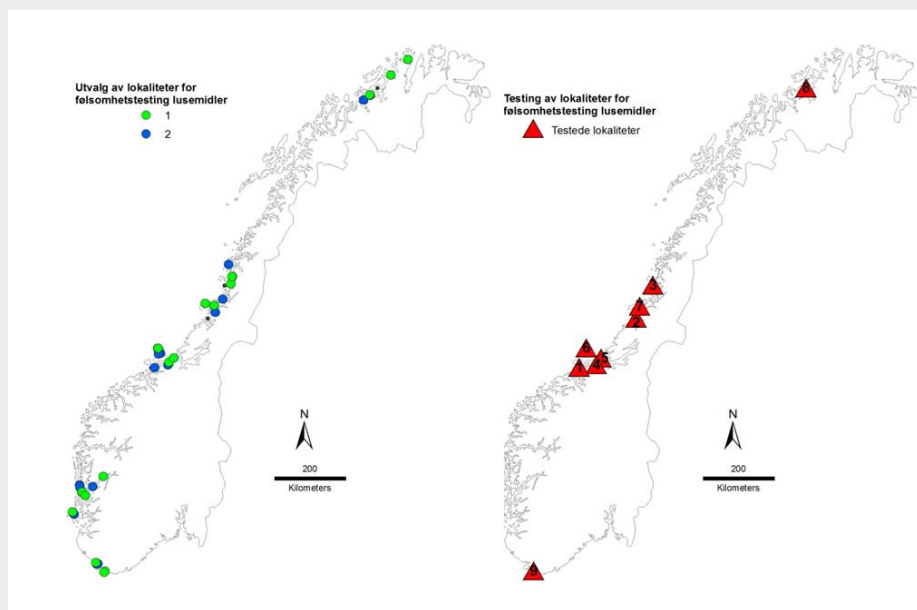 Utvalg av lokaliteter for
følsomhetstesting lusemidler
1
2
N
200
Kilometers
Testing av lokaliteter for
følsomhetstesting lusemidler
Testede lokaliteter
8
3
7
2
6
5
4
1
9
N
200
Kilometers